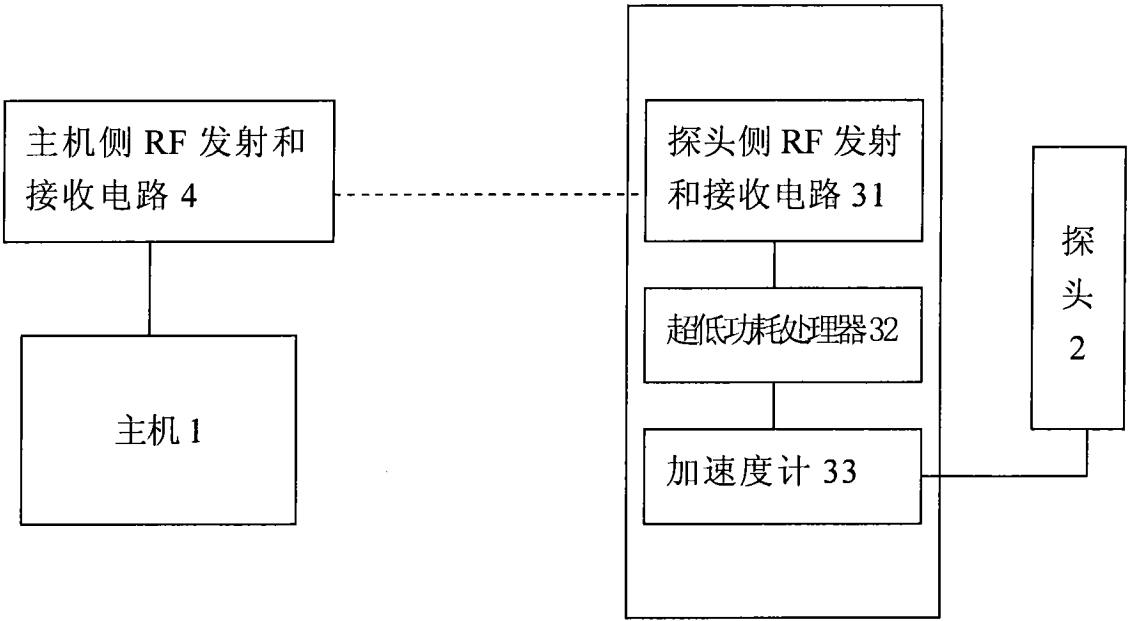 主机侧 RF 发射和
接收电路 4
主机 1
探头侧 RF 发射
和接收电路 31
超低功耗处理器 32
加速度计 33
探
头
2